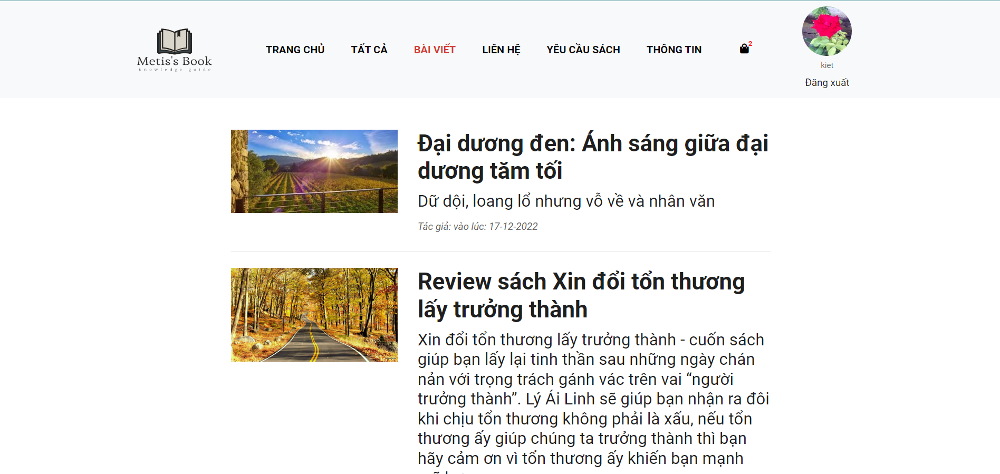 Metis's Book
knowledge guide
TRANG CHỦ
TẤT CẢ
BÀI VIẾT
LIÊN HỆ
YÊU CẦU SÁCH
THÔNG TIN
2
kiet
Đăng xuất
Đại dương đen: Ánh sáng giữa đại
dương tăm tối
Dữ dội, loang lổ nhưng vỗ về và nhân văn
Tác giả: vào lúc: 17-12-2022
Review sách Xin đổi tổn thương
lấy trưởng thành
Xin đổi tổn thương lấy trưởng thành - cuốn sách
giúp bạn lấy lại tinh thần sau những ngày chán
nản với trọng trách gánh vác trên vai “người
trưởng thành”. Lý Ái Linh sẽ giúp bạn nhận ra đôi
khi chịu tổn thương không phải là xấu, nếu tổn
thương ấy giúp chúng ta trưởng thành thì bạn
hãy cảm ơn vì tổn thương ấy khiến bạn mạnh